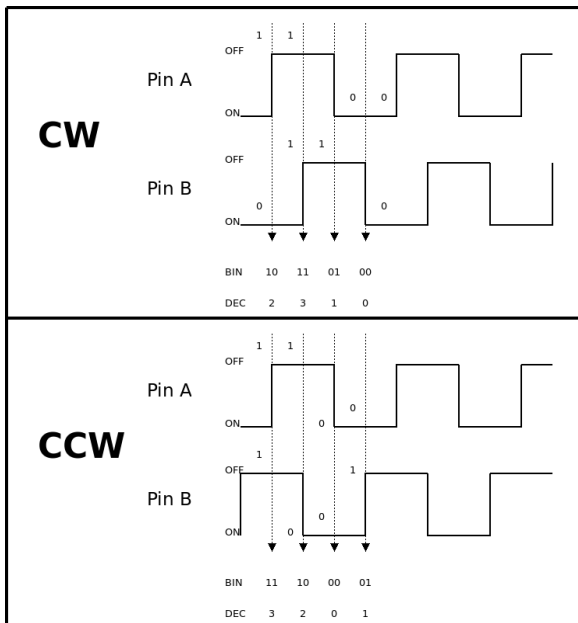 1 1
OFF
Pin A
0 0
ON
CW
1 1
OFF
Pin B
0 0
ON
BIN 10 11 01 00
DEC 2 3 1 0
1 1
OFF
Pin A
0
ON 0
CCW
1
OFF 1
Pin B
0
ON 0
BIN 11 10 00 01
DEC 3 2 0 1